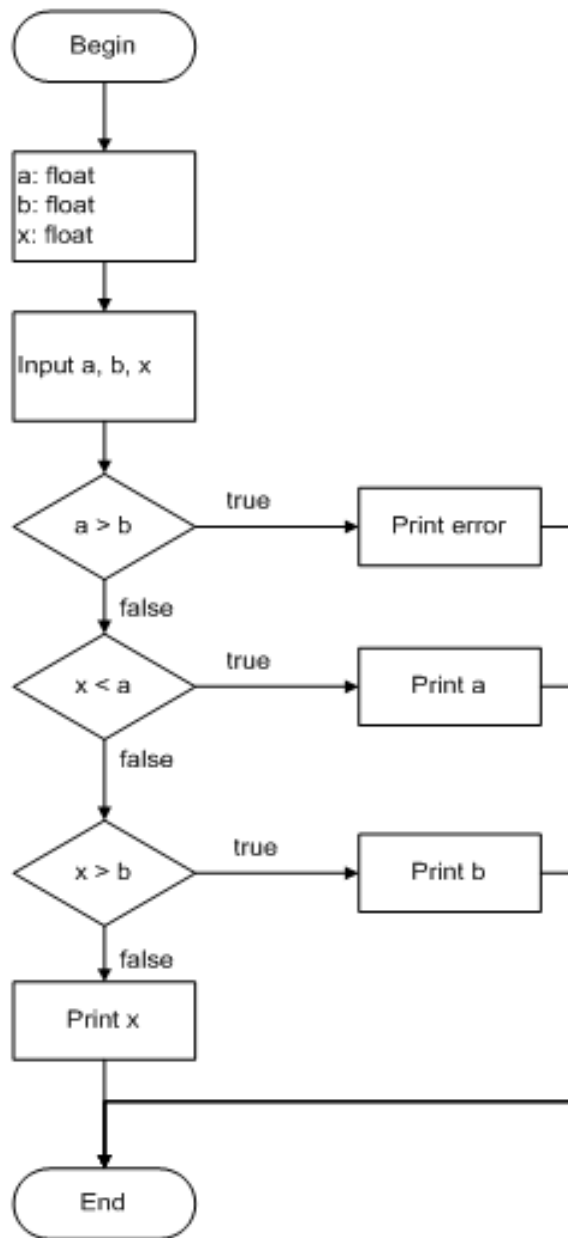 Begin
a: float
b: float
x: float
Input a, b, x
a > b
true
Print error
false
x < a
true
Print a
false
x > b
true
Print b
false
Print x
End